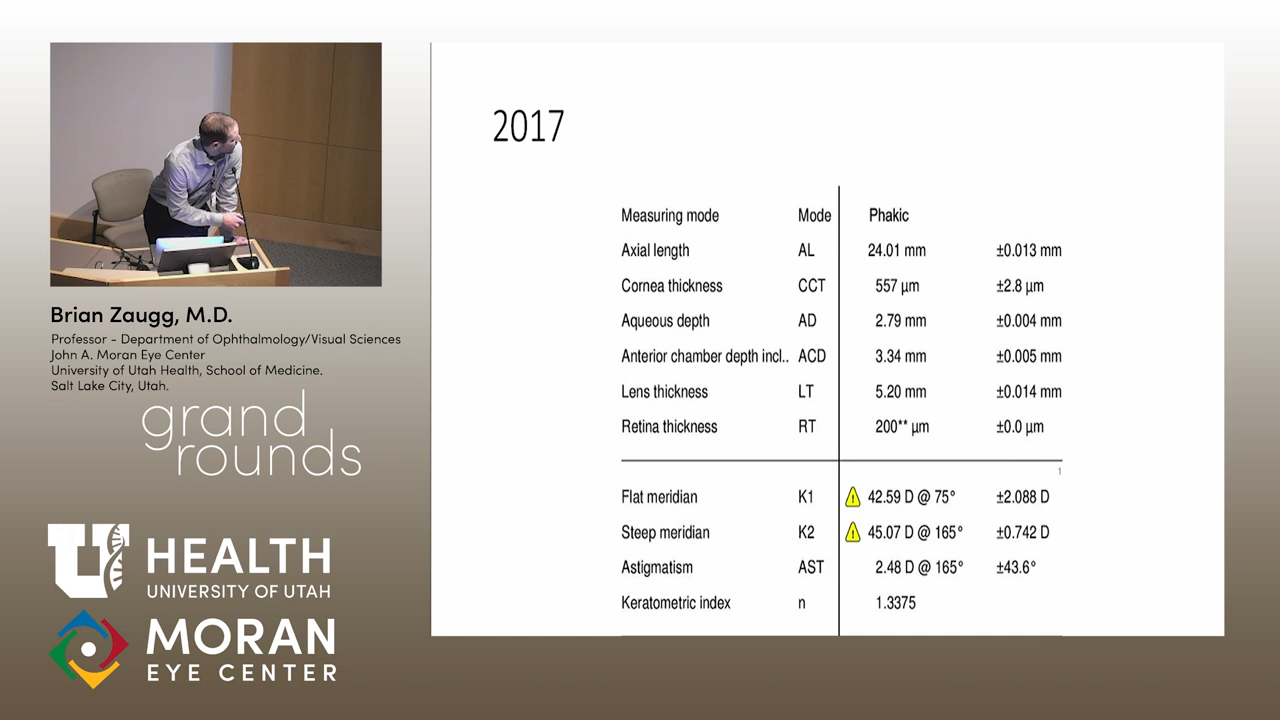 2017
Measuring mode Mode Phakic
Axial length AL 24.01 mm ±0.013 mm
Cornea thickness CCT 557 µm ±2.8 µm
Aqueous depth AD 2.79 mm ±0.004 mm
Anterior chamber depth incl.. ACD 3.34 mm ±0.005 mm
Lens thickness LT 5.20 mm ±0.014 mm
Retina thickness RT 200** µm ±0.0 µm
1
Flat meridian K1 42.59 D @ 75° ±2.088 D
Steep meridian K2 45.07 D @ 165° ±0.742 D
Astigmatism AST 2.48 D @ 165° ±43.6°
Keratometric index n 1.3375
Brian Zaugg, M.D.
Professor - Department of Ophthalmology/Visual Sciences
John A. Moran Eye Center
University of Utah Health, School of Medicine.
Salt Lake City, Utah.
grand
rounds
U HEALTH
UNIVERSITY OF UTAH
MORAN
EYE CENTER